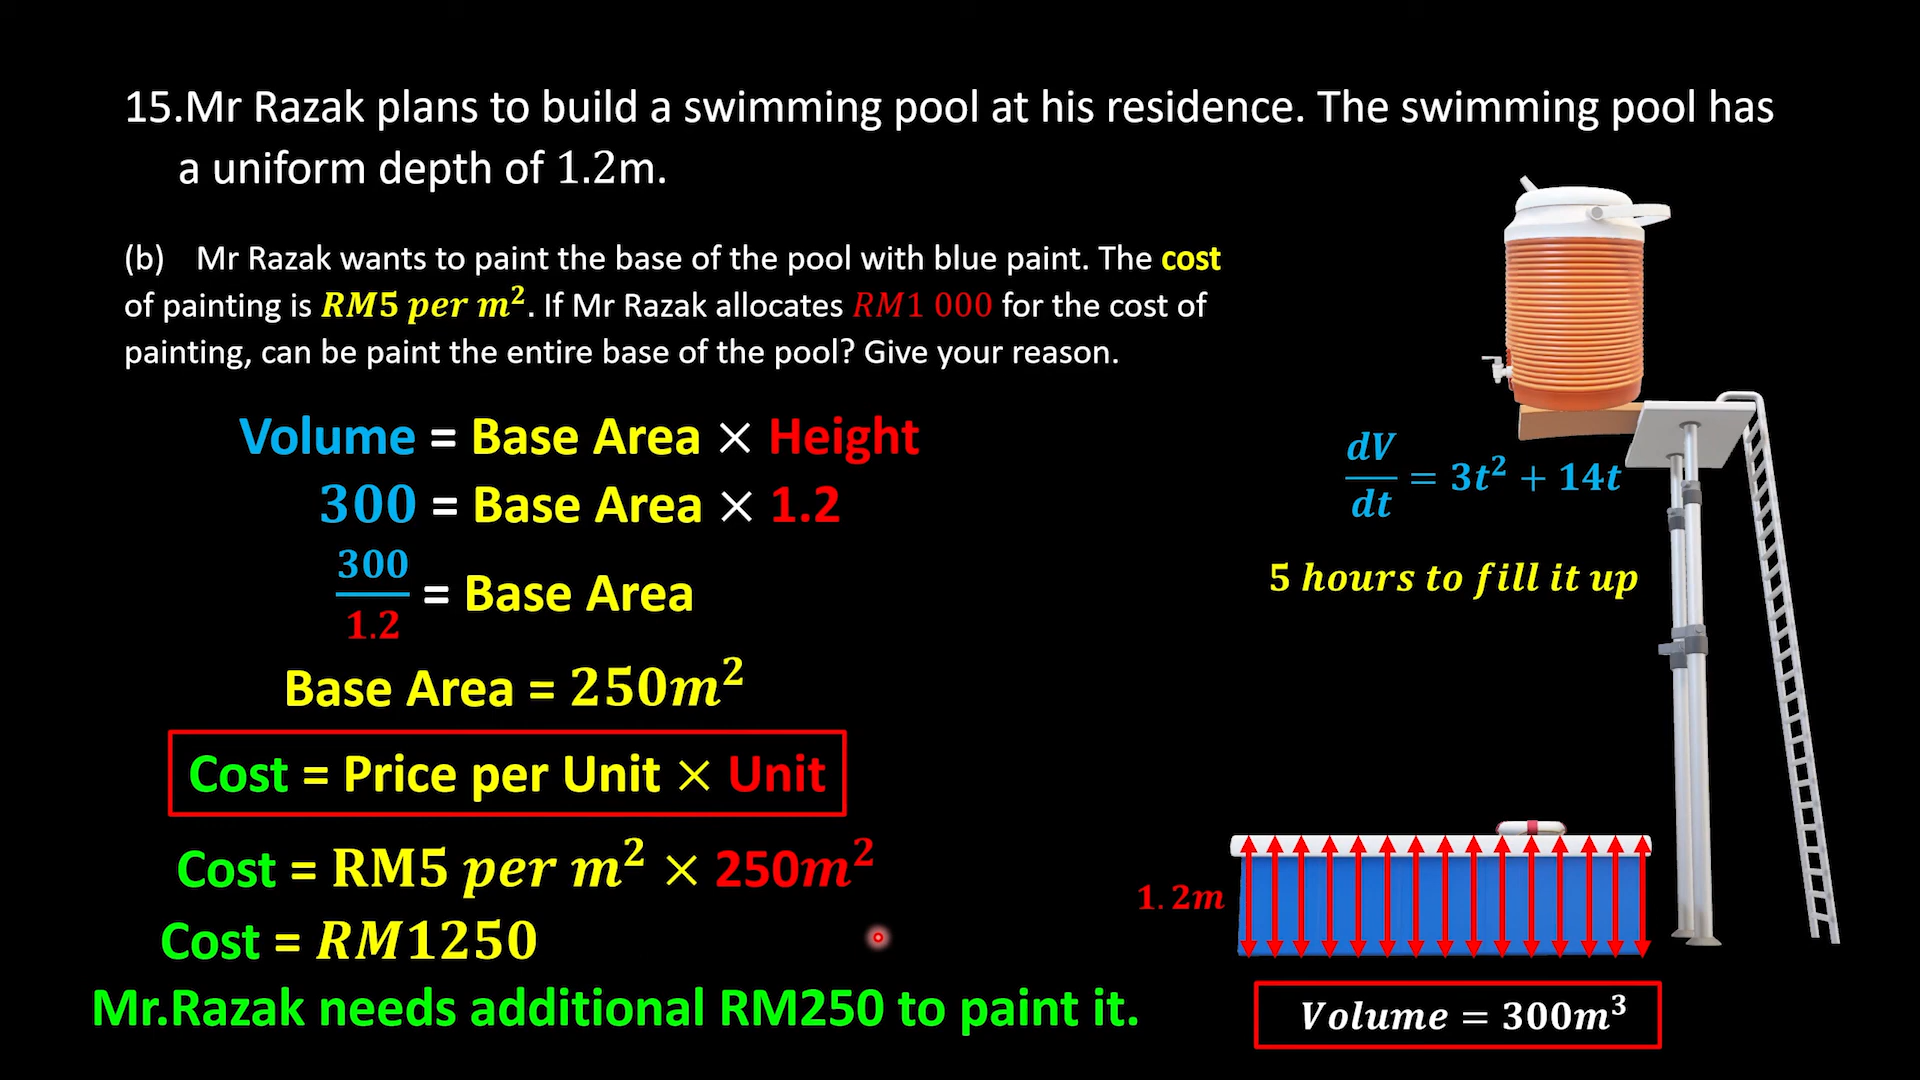 15.Mr Razak plans to build a swimming pool at his residence. The swimming pool has
a uniform depth of 1.2m.
(b) Mr Razak wants to paint the base of the pool with blue paint. The cost
of painting is RM5 per m². If Mr Razak allocates RM1 000 for the cost of
painting, can be paint the entire base of the pool? Give your reason.
Volume = Base Area × Height
300 = Base Area × 1.2
300/1.2 = Base Area
Base Area = 250m²
Cost = Price per Unit × Unit
Cost = RM5 per m² × 250m²
Cost = RM1250
Mr.Razak needs additional RM250 to paint it.
dV/dt = 3t² + 14t
5 hours to fill it up
1.2m
Volume = 300m³